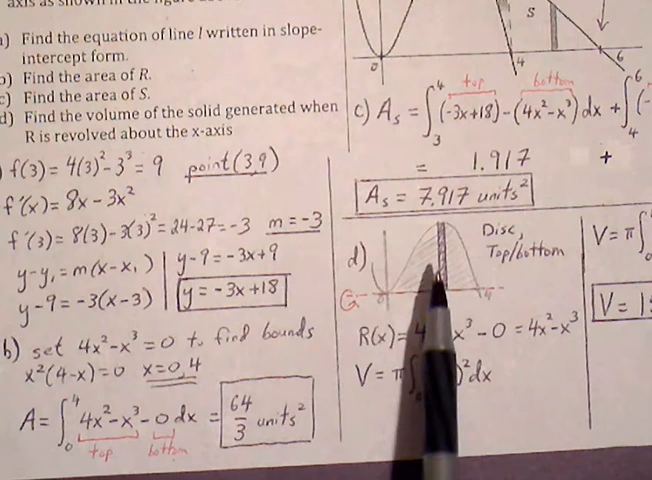 axis as shown in the figure
a) Find the equation of line l written in slope-
intercept form.
b) Find the area of R.
c) Find the area of S.
d) Find the volume of the solid generated when
R is revolved about the x-axis
f(3) = 4(3)²-3³ = 9 point (3,9)
f'(x) = 8x - 3x²
f'(3) = 8(3)-3(3)² = 24-27 = -3 m = -3
y-y₁ = m(x-x₁)
y-9 = -3(x-3)
y-9 = -3x+9
y = -3x+18
b) set 4x²-x³ = 0 to find bounds
x²(4-x) = 0 x = 0,4
A = ∫₀⁴ 4x²-x³ - 0 dx = 64/3 units²
top bottom
S
0 4 6
top bottom
c) Aₛ = ∫₃⁴ (-3x+18) - (4x²-x³) dx + ∫₄⁶ (-
= 1.917 +
Aₛ = 7.917 units²
d) Disc,
Top/bottom
0 4
R(x) = 4 x³ - 0 = 4x²-x³
V = π∫ )² dx
V = π∫
V = 1